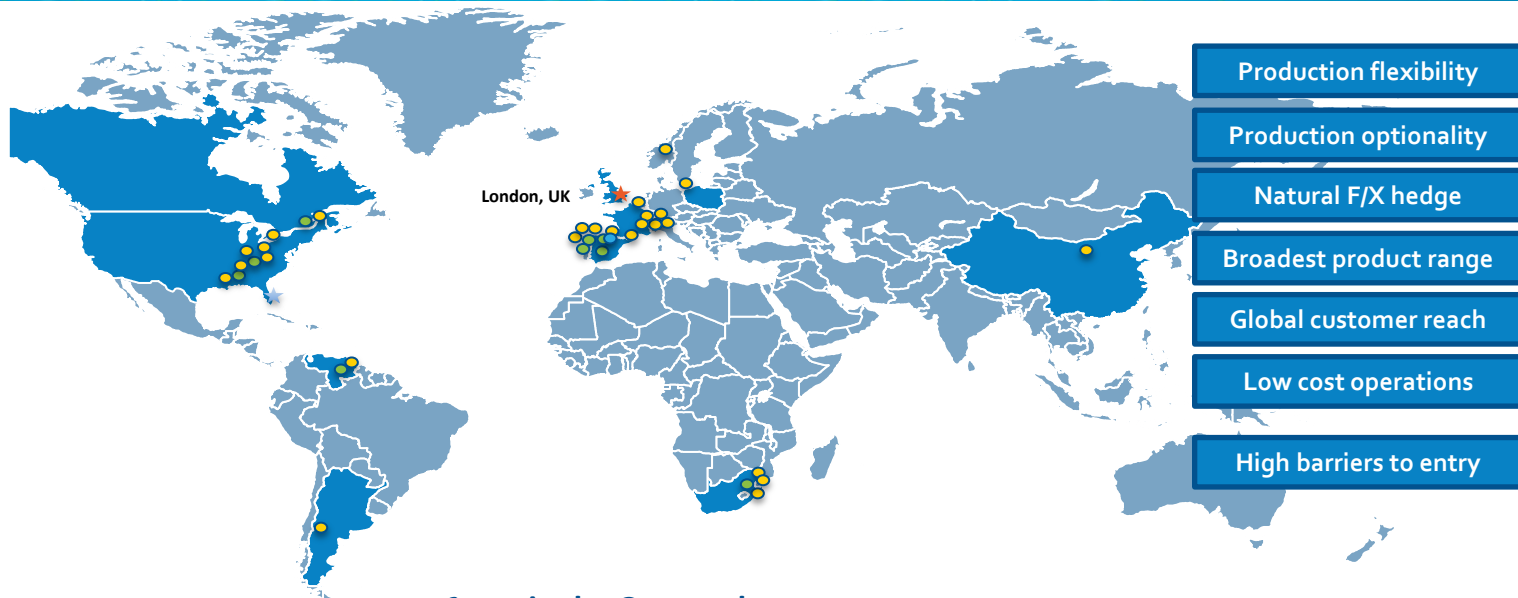 Production flexibility
Production optionality
London, UK
Natural F/X hedge
Broadest product range
Global customer reach
Low cost operations
High barriers to entry